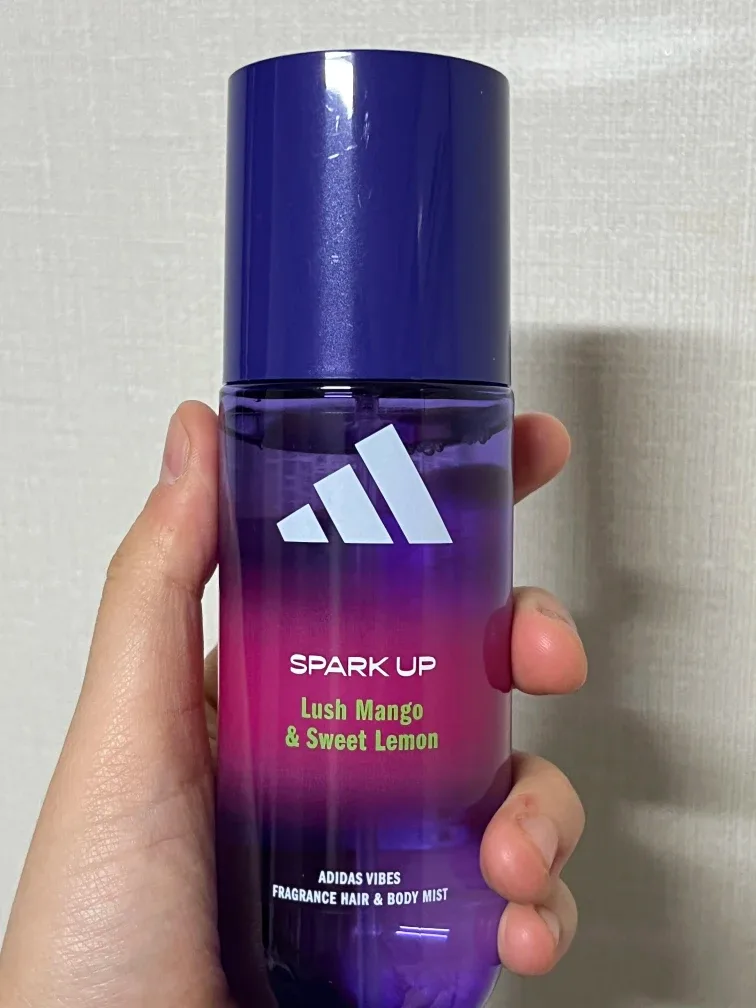 SPARK UP
Lush Mango
& Sweet Lemon
ADIDAS VIBES
FRAGRANCE HAIR & BODY MIST